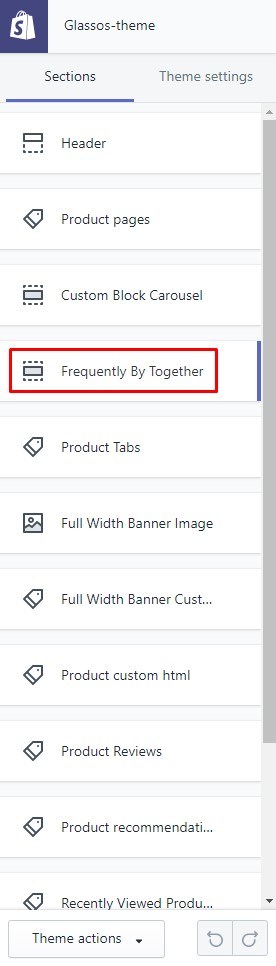 Glassos-theme
Sections
Theme settings
Header
Product pages
Custom Block Carousel
Frequently By Together
Product Tabs
Full Width Banner Image
Full Width Banner Cust...
Product custom html
Product Reviews
Product recommendati...
Recently Viewed Produ...
Theme actions